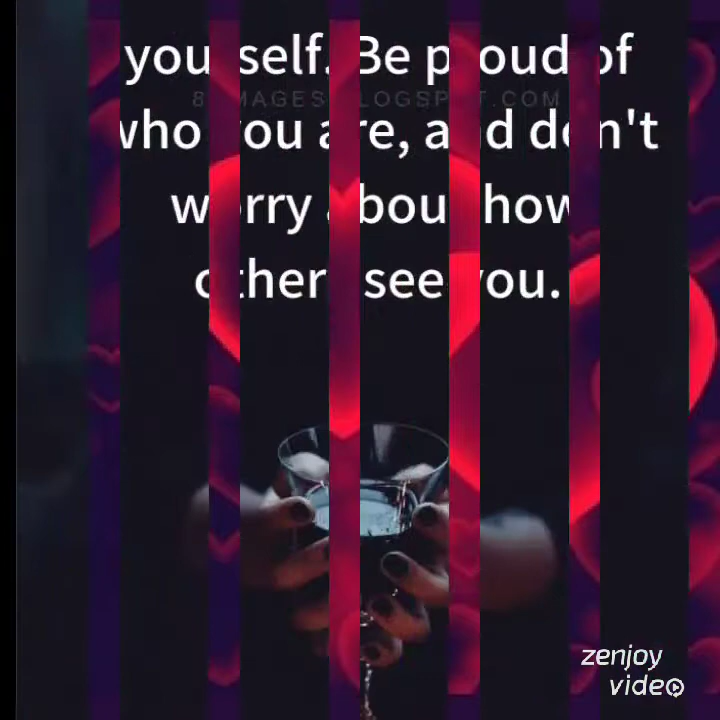 yourself. Be proud of
who you are, and don't
worry about how
others see you.
zenjoy
video